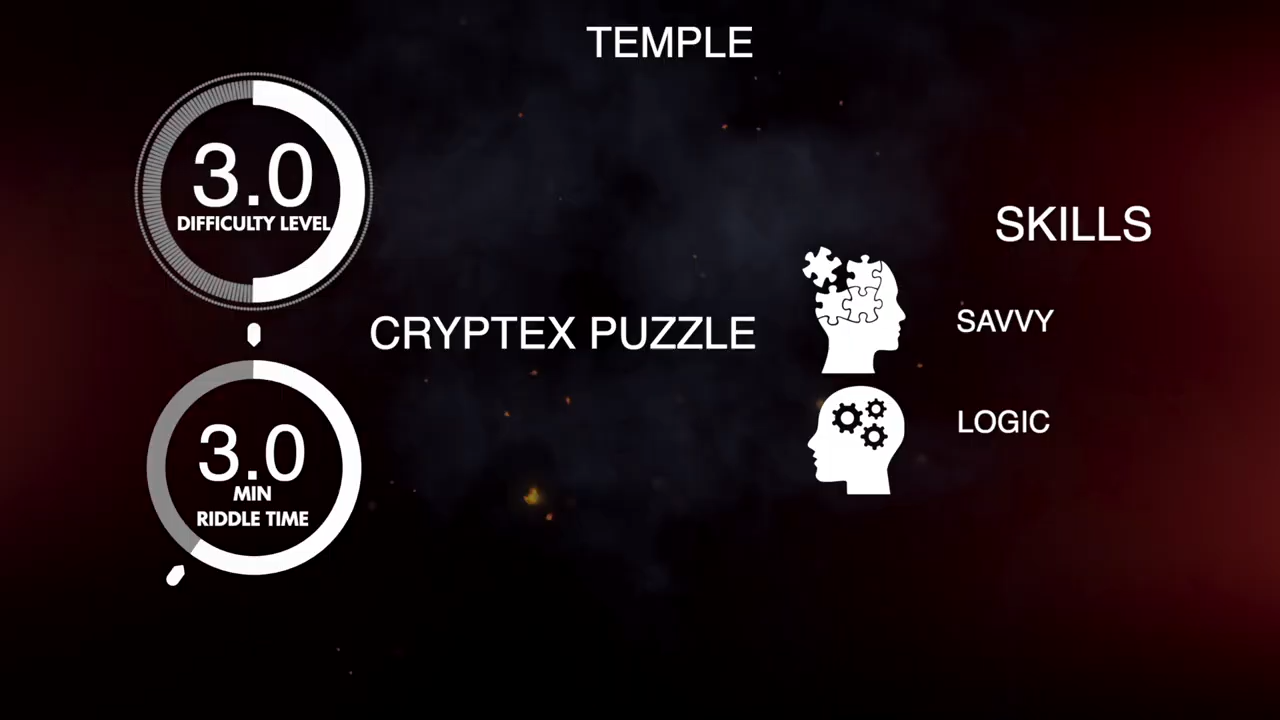 TEMPLE
3.0
DIFFICULTY LEVEL
SKILLS
CRYPTEX PUZZLE
SAVVY
LOGIC
3.0
MIN
RIDDLE TIME